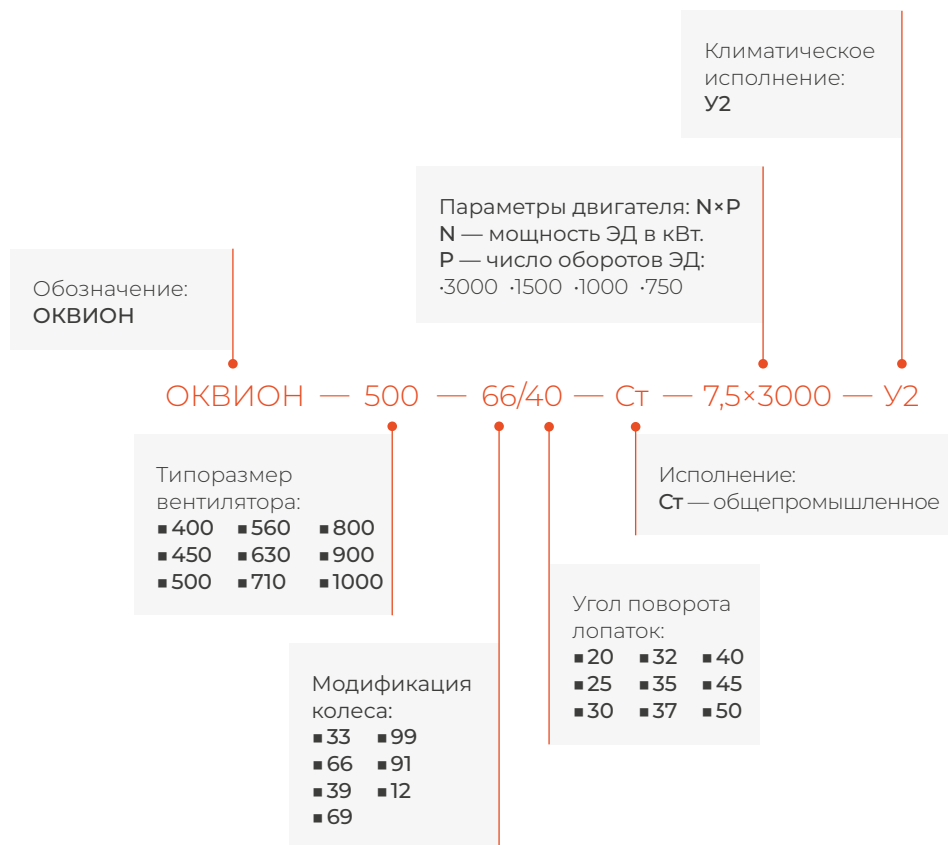 Климатическое
исполнение:
У2
Параметры двигателя: N×P
N — мощность ЭД в кВт.
P — число оборотов ЭД:
·3000 ·1500 ·1000 ·750
Обозначение:
ОКВИОН
ОКВИОН — 500 — 66/40 — Ст — 7,5×3000 — У2
Типоразмер
вентилятора:
▪ 400 ▪ 560 ▪ 800
▪ 450 ▪ 630 ▪ 900
▪ 500 ▪ 710 ▪ 1000
Исполнение:
Ст — общепромышленное
Угол поворота
лопаток:
▪ 20 ▪ 32 ▪ 40
▪ 25 ▪ 35 ▪ 45
▪ 30 ▪ 37 ▪ 50
Модификация
колеса:
▪ 33 ▪ 99
▪ 66 ▪ 91
▪ 39 ▪ 12
▪ 69